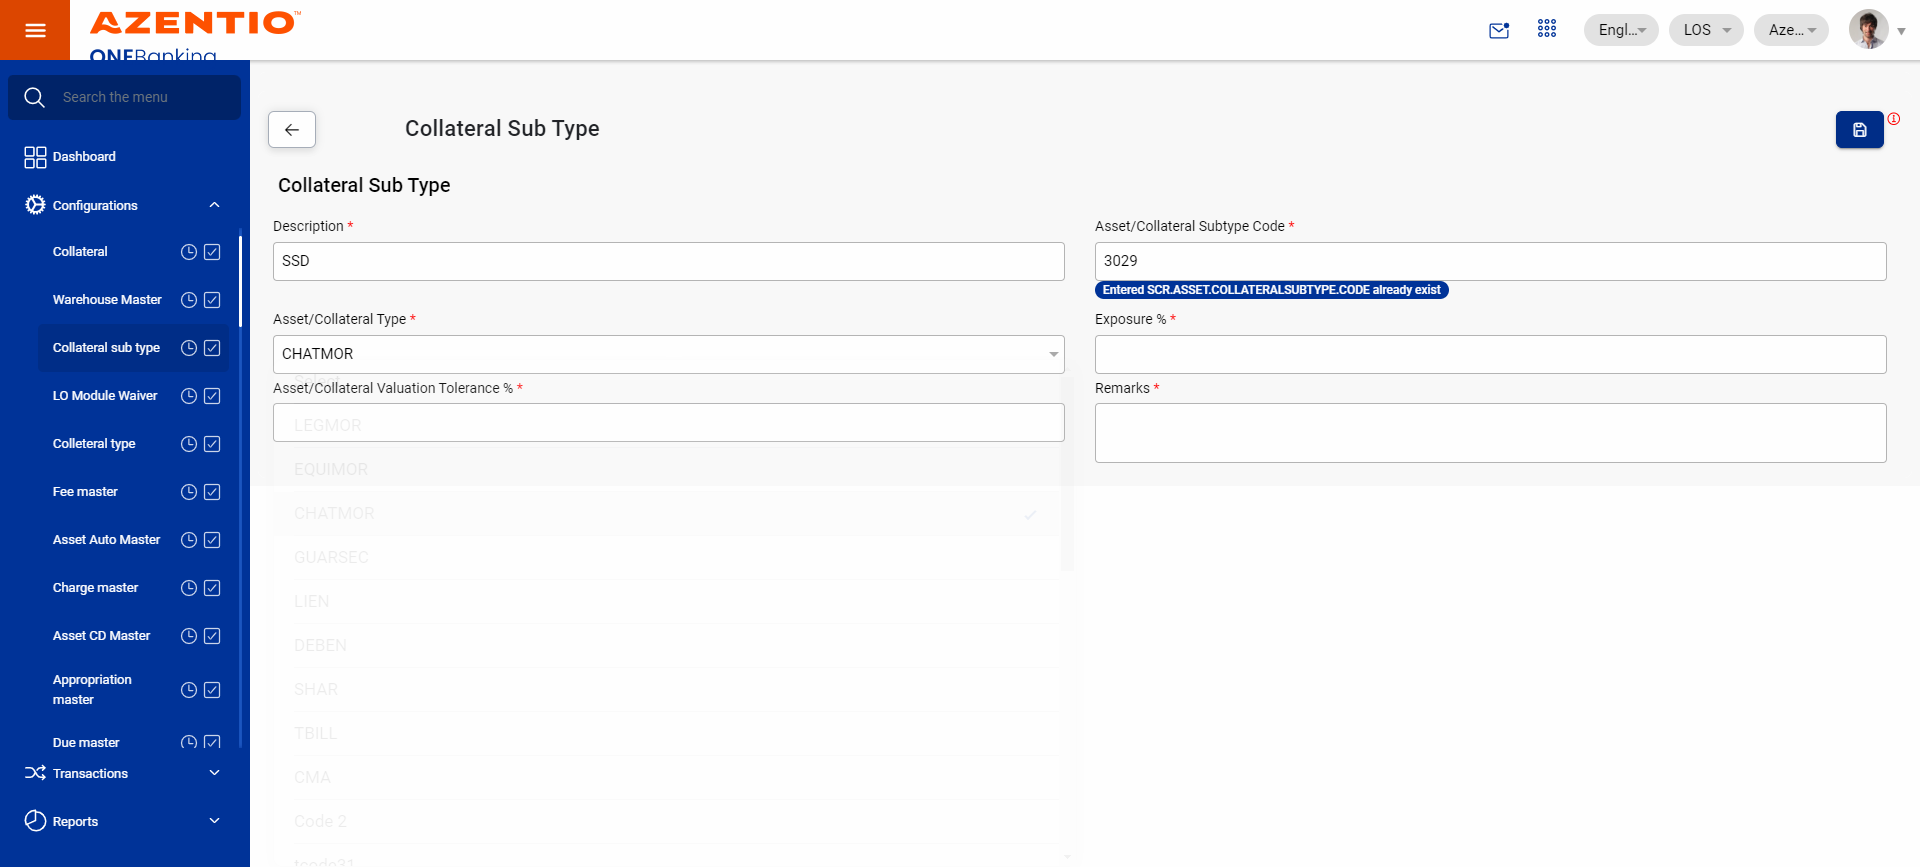 AZENTIO™
ONEBanking
Engl...
LOS
Aze...
Search the menu
Dashboard
Configurations
Collateral
Warehouse Master
Collateral sub type
LO Module Waiver
Colleteral type
Fee master
Asset Auto Master
Charge master
Asset CD Master
Appropriation
master
Due master
Transactions
Reports
Collateral Sub Type
Collateral Sub Type
Description *
SSD
Asset/Collateral Subtype Code *
3029
Entered SCR.ASSET.COLLATERALSUBTYPE.CODE already exist
Asset/Collateral Type *
CHATMOR
Exposure % *
Select
Asset/Collateral Valuation Tolerance % *
Remarks *
LEGMOR
EQUIMOR
CHATMOR
GUARSEC
LIEN
DEBEN
SHAR
TBILL
CMA
Code 2
tcode31